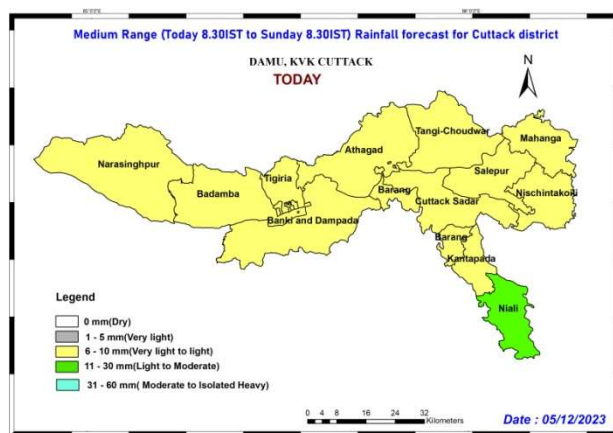 Medium Range (Today 8.30IST to Sunday 8.30IST) Rainfall forecast for Cuttack district
DAMU, KVK CUTTACK
TODAY
N
Tangi-Choudwar
Mahanga
Athagad
Narasinghpur
Salepur
Tigiria
Badamba
Barang
Nischintakoili
Cuttack Sadar
Banki and Dampada
Barang
Kantapada
Niali
Legend
0 mm(Dry)
1 - 5 mm(Very light)
6 - 10 mm(Very light to light)
11 - 30 mm(Light to Moderate)
31 - 60 mm( Moderate to Isolated Heavy)
0 4 8 16 24 32
Kilometers
Date : 05/12/2023